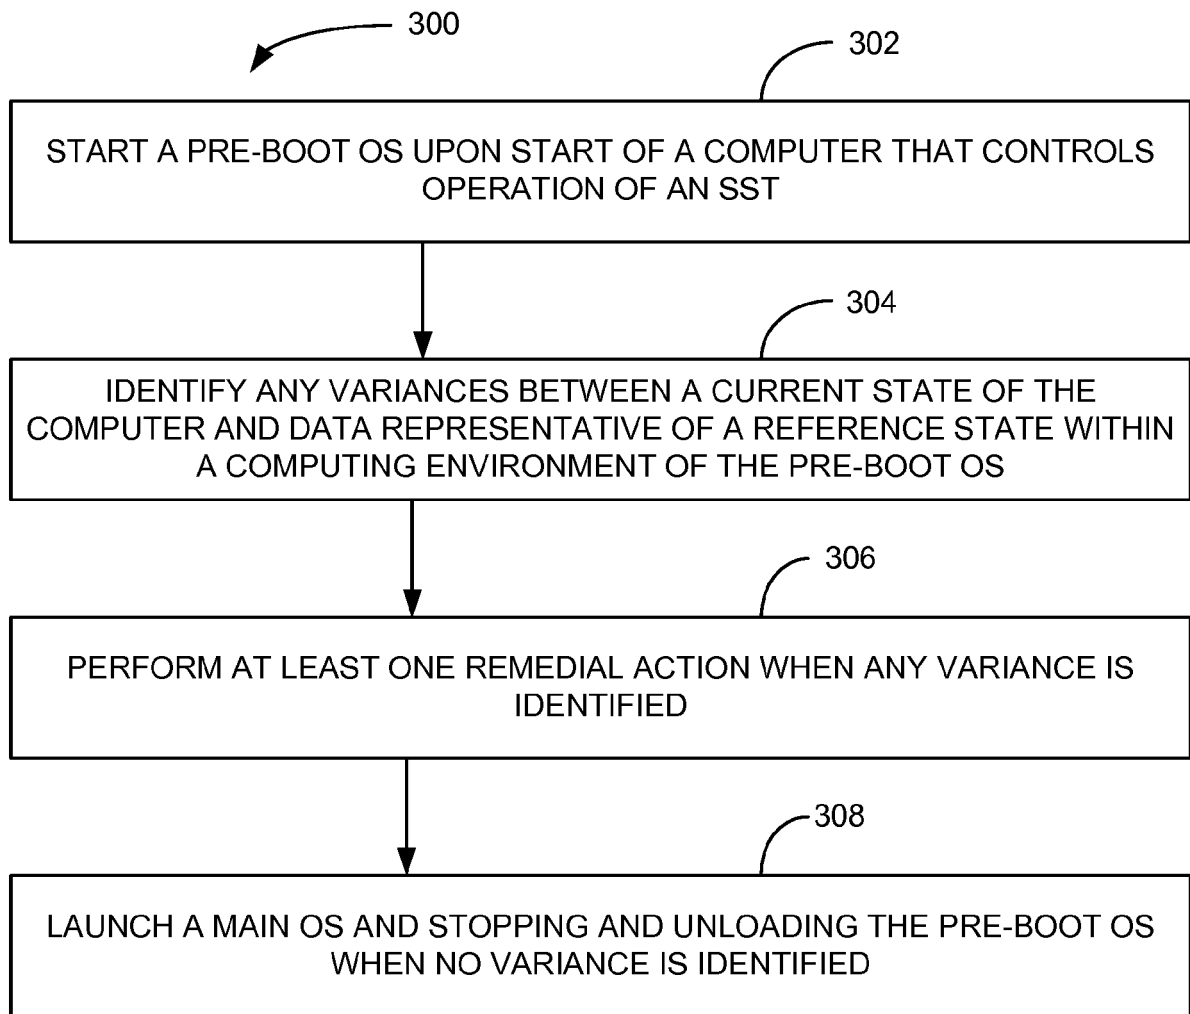 300
302
START A PRE-BOOT OS UPON START OF A COMPUTER THAT CONTROLS
OPERATION OF AN SST
304
IDENTIFY ANY VARIANCES BETWEEN A CURRENT STATE OF THE
COMPUTER AND DATA REPRESENTATIVE OF A REFERENCE STATE WITHIN
A COMPUTING ENVIRONMENT OF THE PRE-BOOT OS
306
PERFORM AT LEAST ONE REMEDIAL ACTION WHEN ANY VARIANCE IS
IDENTIFIED
308
LAUNCH A MAIN OS AND STOPPING AND UNLOADING THE PRE-BOOT OS
WHEN NO VARIANCE IS IDENTIFIED